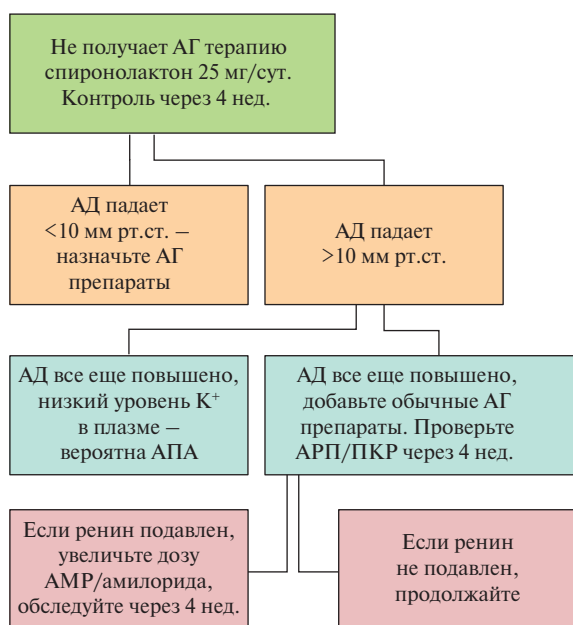 Не получает АГ терапию
спиронолактон 25 мг/сут.
Контроль через 4 нед.
АД падает
<10 мм рт.ст. –
назначьте АГ
препараты
АД падает
>10 мм рт.ст.
АД все еще повышено,
низкий уровень K⁺
в плазме –
вероятна АПА
АД все еще повышено,
добавьте обычные АГ
препараты. Проверьте
АРП/ПКР через 4 нед.
Если ренин подавлен,
увеличьте дозу
АМР/амилорида,
обследуйте через 4 нед.
Если ренин
не подавлен,
продолжайте